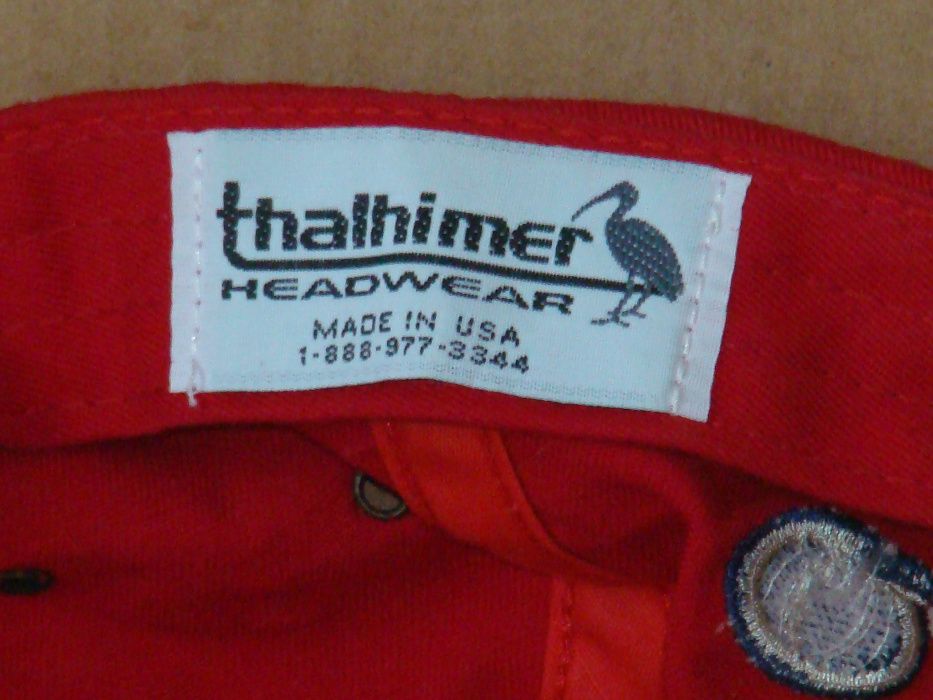 thalhimer
HEADWEAR
MADE IN USA
1-888-977-3344